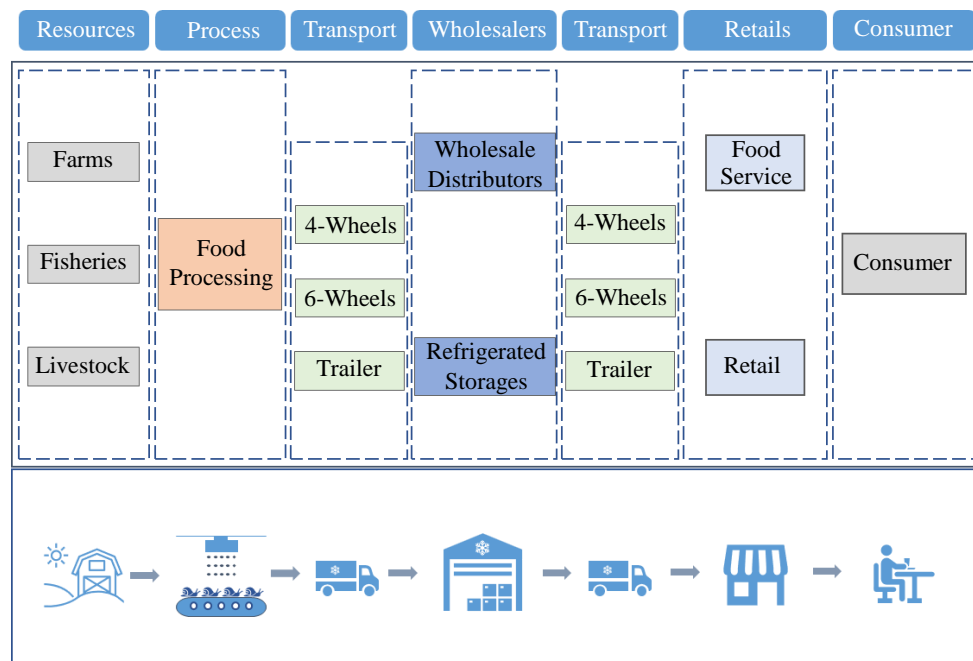 Resources
Process
Transport
Wholesalers
Transport
Retails
Consumer
Farms
Fisheries
Livestock
Food
Processing
4-Wheels
6-Wheels
Trailer
Wholesale
Distributors
Refrigerated
Storages
4-Wheels
6-Wheels
Trailer
Food
Service
Retail
Consumer